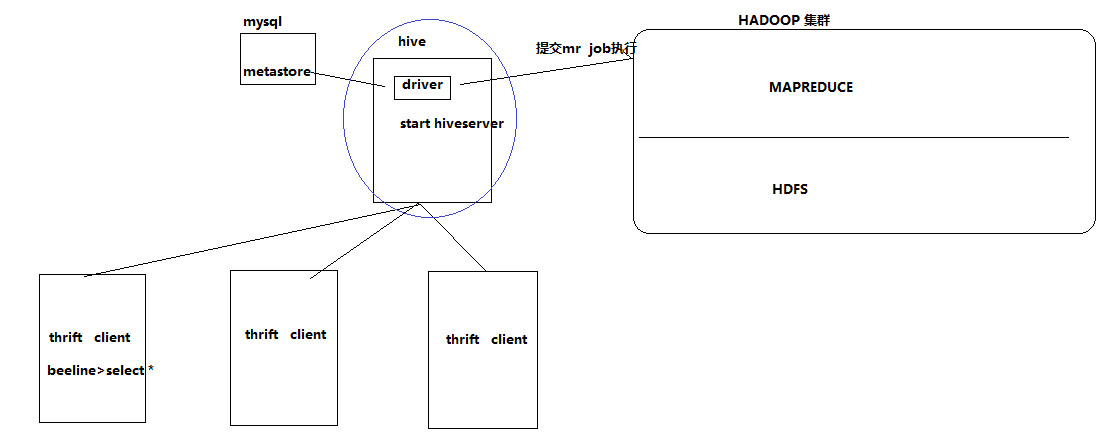 mysql
metastore
hive
driver
start hiveserver
提交mr  job执行
HADOOP 集群
MAPREDUCE
HDFS
thrift   client
beeline>select *
thrift   client
thrift   client